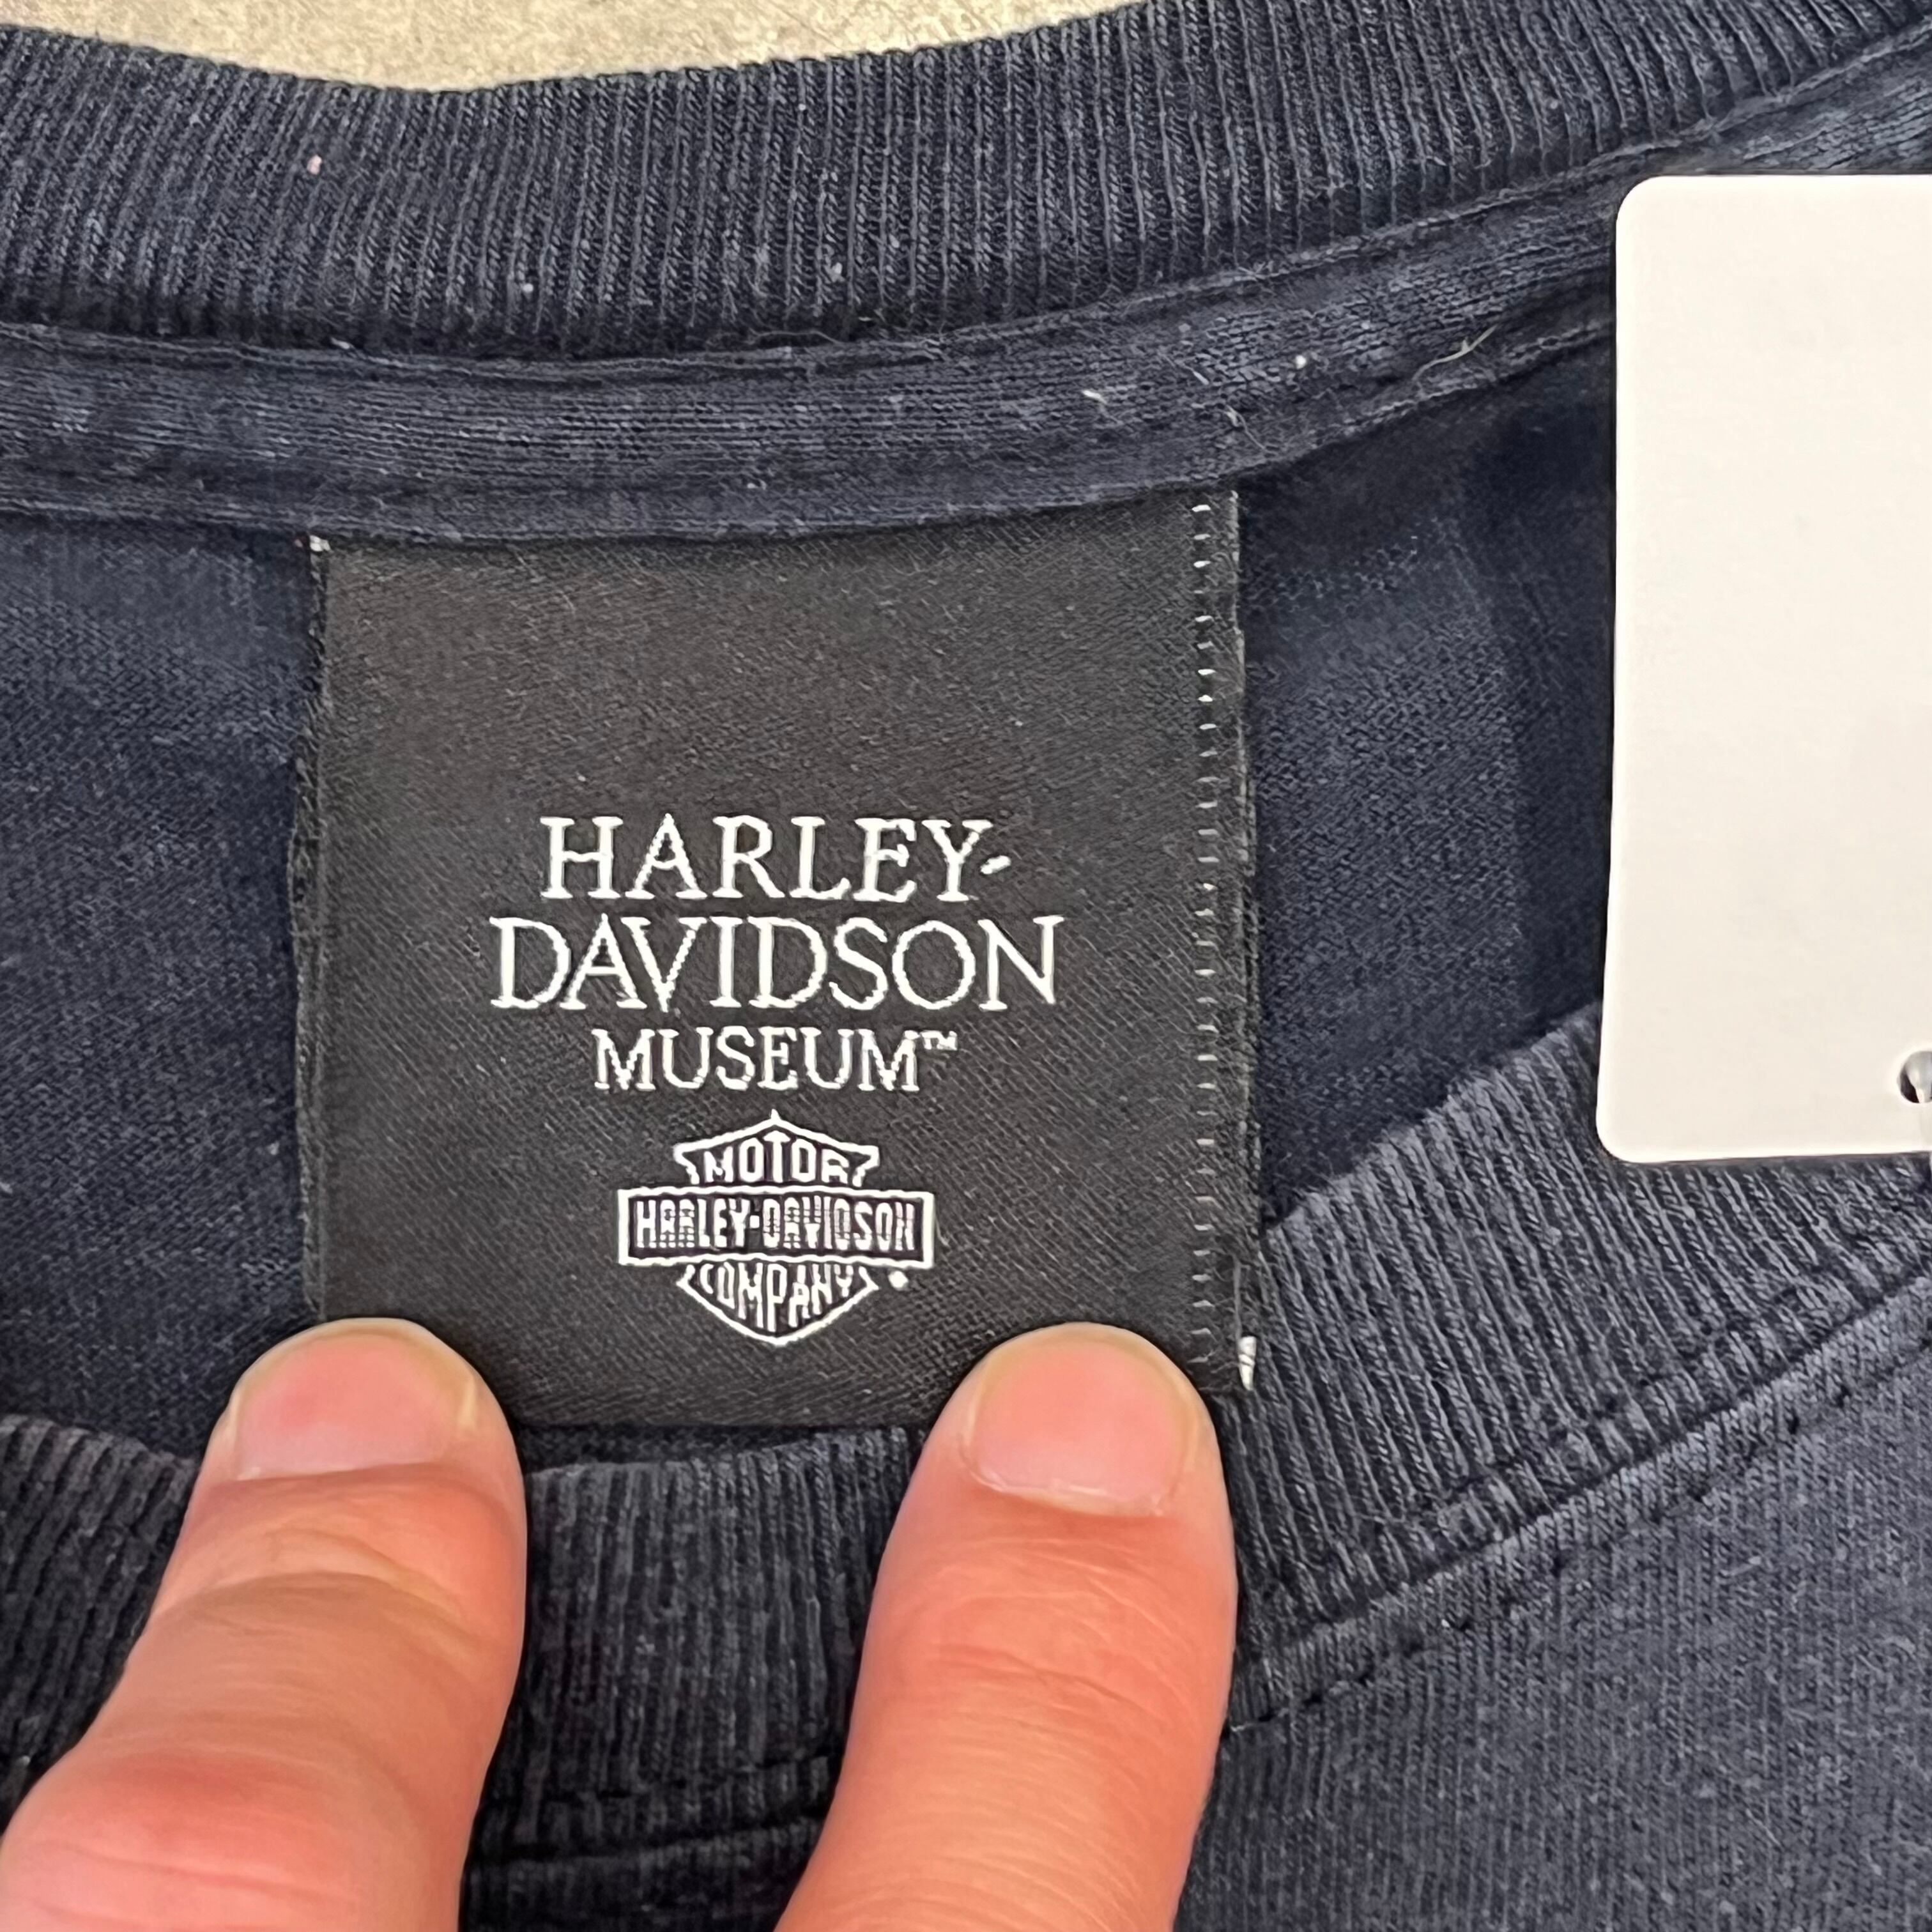 HARLEY-
DAVIDSON
MUSEUM™
MOTOR
HARLEY-DAVIDSON
COMPANY